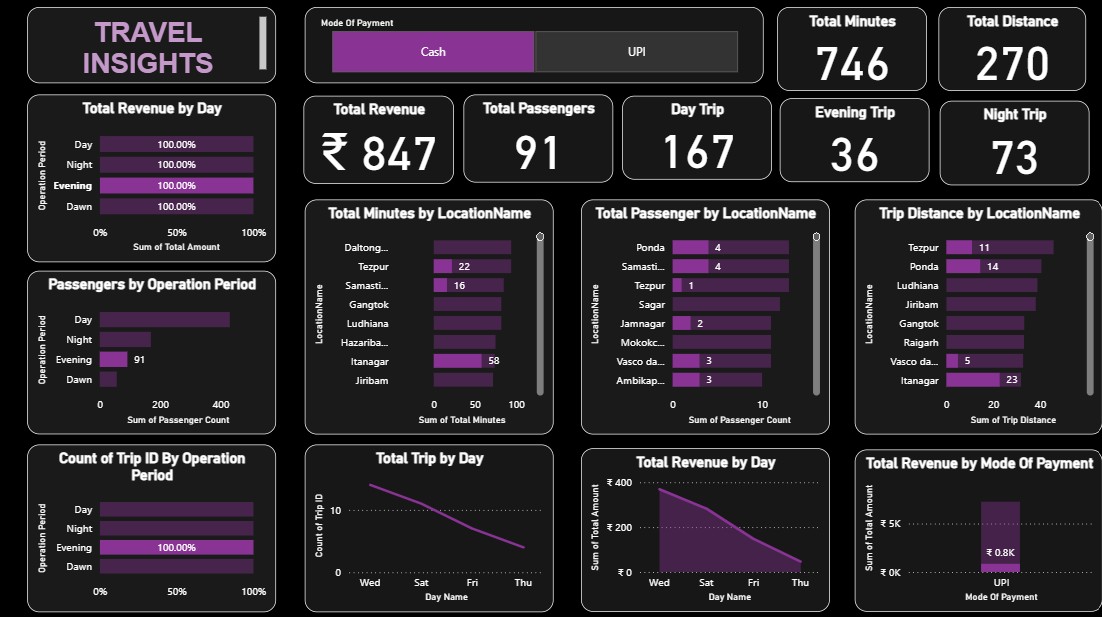 TRAVEL
INSIGHTS
Mode Of Payment
Cash
UPI
Total Minutes
746
Total Distance
270
Total Revenue
₹ 847
Total Passengers
91
Day Trip
167
Evening Trip
36
Night Trip
73
Total Revenue by Day
Operation Period
Day
100.00%
Night
100.00%
Evening
100.00%
Dawn
100.00%
0%
50%
100%
Sum of Total Amount
Passengers by Operation Period
Operation Period
Day
Night
Evening
91
Dawn
0
200
400
Sum of Passenger Count
Count of Trip ID By Operation
Period
Operation Period
Day
Night
Evening
100.00%
Dawn
0%
50%
100%
Total Minutes by LocationName
LocationName
Daltong...
Tezpur
22
Samasti...
16
Gangtok
Ludhiana
Hazariba...
Itanagar
58
Jiribam
0
50
100
Sum of Total Minutes
Total Passenger by LocationName
LocationName
Ponda
4
Samasti...
4
Tezpur
1
Sagar
Jamnagar
2
Mokokc...
Vasco da...
3
Ambikap...
3
0
10
Sum of Passenger Count
Trip Distance by LocationName
LocationName
Tezpur
11
Ponda
14
Ludhiana
Jiribam
Gangtok
Raigarh
Vasco da...
5
Itanagar
23
0
20
40
Sum of Trip Distance
Total Trip by Day
Count of Trip ID
10
0
Wed
Sat
Fri
Thu
Day Name
Total Revenue by Day
Sum of Total Amount
₹ 400
₹ 200
₹ 0
Wed
Sat
Fri
Thu
Day Name
Total Revenue by Mode Of Payment
Sum of Total Amount
₹ 5K
₹ 0K
₹ 0.8K
UPI
Mode Of Payment